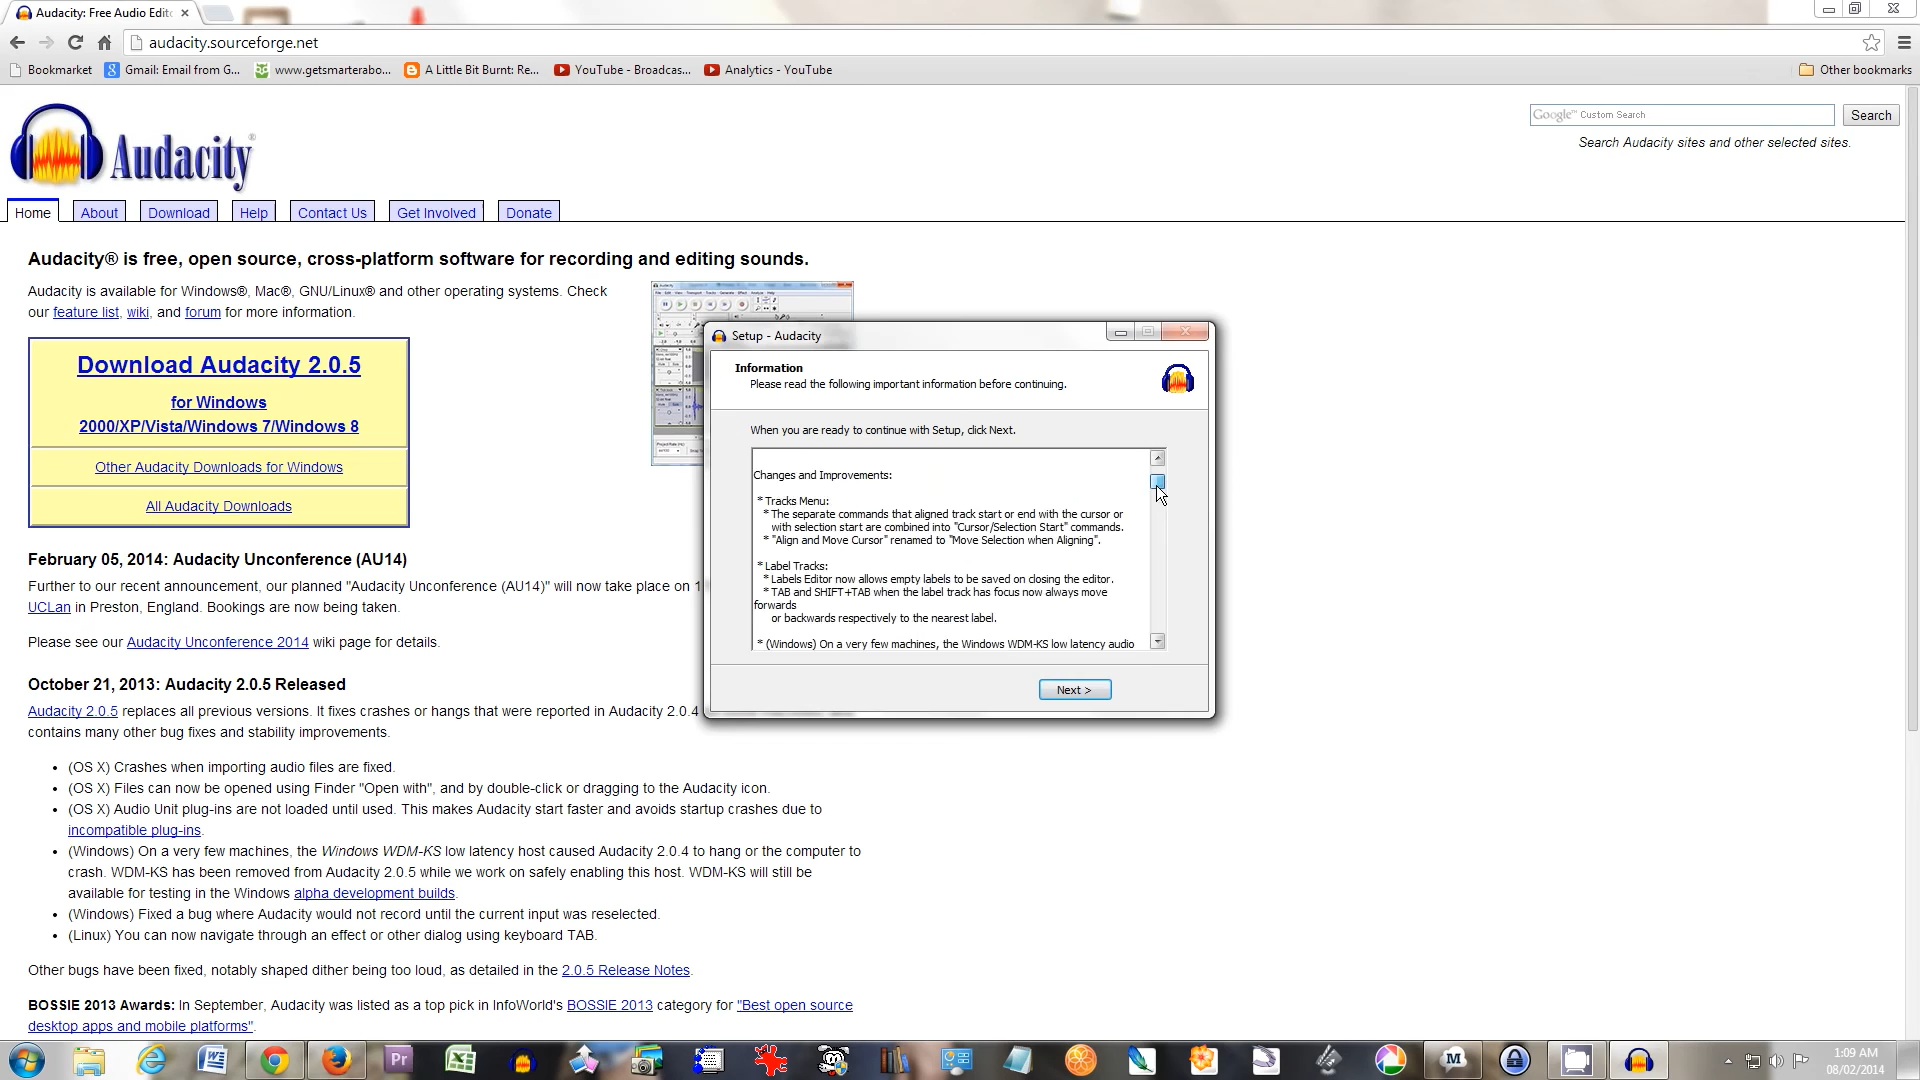 Audacity: Free Audio Edit
audacity.sourceforge.net
Bookmarket
Gmail: Email from G...
www.getsmarterabo...
A Little Bit Burnt: Re...
YouTube - Broadcas...
Analytics - YouTube
Other bookmarks
Audacity®
Google™ Custom Search
Search
Search Audacity sites and other selected sites.
Home
About
Download
Help
Contact Us
Get Involved
Donate
Audacity® is free, open source, cross-platform software for recording and editing sounds.
Audacity is available for Windows®, Mac®, GNU/Linux® and other operating systems. Check
our feature list, wiki, and forum for more information.
Download Audacity 2.0.5
for Windows
2000/XP/Vista/Windows 7/Windows 8
Other Audacity Downloads for Windows
All Audacity Downloads
February 05, 2014: Audacity Unconference (AU14)
Further to our recent announcement, our planned "Audacity Unconference (AU14)" will now take place on 1
UCLan in Preston, England. Bookings are now being taken.
Please see our Audacity Unconference 2014 wiki page for details.
October 21, 2013: Audacity 2.0.5 Released
Audacity 2.0.5 replaces all previous versions. It fixes crashes or hangs that were reported in Audacity 2.0.4
contains many other bug fixes and stability improvements.
• (OS X) Crashes when importing audio files are fixed.
• (OS X) Files can now be opened using Finder "Open with", and by double-click or dragging to the Audacity icon.
• (OS X) Audio Unit plug-ins are not loaded until used. This makes Audacity start faster and avoids startup crashes due to
incompatible plug-ins.
• (Windows) On a very few machines, the Windows WDM-KS low latency host caused Audacity 2.0.4 to hang or the computer to
crash. WDM-KS has been removed from Audacity 2.0.5 while we work on safely enabling this host. WDM-KS will still be
available for testing in the Windows alpha development builds.
• (Windows) Fixed a bug where Audacity would not record until the current input was reselected.
• (Linux) You can now navigate through an effect or other dialog using keyboard TAB.
Other bugs have been fixed, notably shaped dither being too loud, as detailed in the 2.0.5 Release Notes.
BOSSIE 2013 Awards: In September, Audacity was listed as a top pick in InfoWorld's BOSSIE 2013 category for "Best open source
desktop apps and mobile platforms".
Setup - Audacity
Information
Please read the following important information before continuing.
When you are ready to continue with Setup, click Next.
Changes and Improvements:
* Tracks Menu:
* The separate commands that aligned track start or end with the cursor or
with selection start are combined into "Cursor/Selection Start" commands.
* "Align and Move Cursor" renamed to "Move Selection when Aligning".
* Label Tracks:
* Labels Editor now allows empty labels to be saved on closing the editor.
* TAB and SHIFT+TAB when the label track has focus now always move
forwards
or backwards respectively to the nearest label.
* (Windows) On a very few machines, the Windows WDM-KS low latency audio
Next >
Pr
M
1:09 AM
08/02/2014